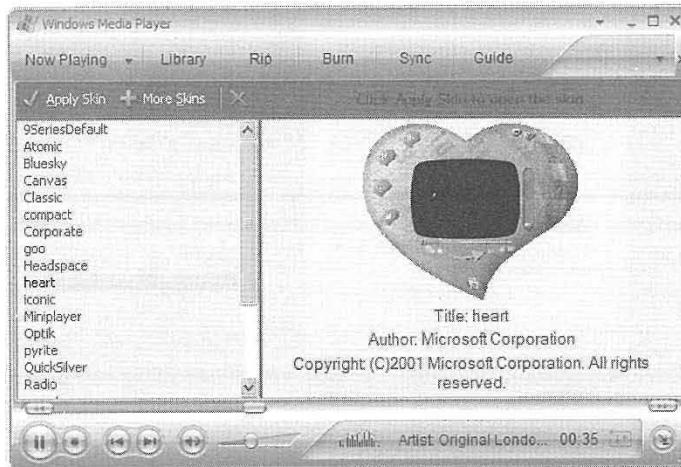 Windows Media Player
Now Playing Library Rip Burn Sync Guide
Apply Skin More Skins Click Apply Skin to open the skin
9SeriesDefault
Atomic
Bluesky
Canvas
Classic
compact
Corporate
goo
Headspace
heart
iconic
Miniplayer
Optik
pyrite
QuickSilver
Radio
Title: heart
Author: Microsoft Corporation
Copyright: (C)2001 Microsoft Corporation. All rights
reserved.
Artist: Original Londo... 00:35